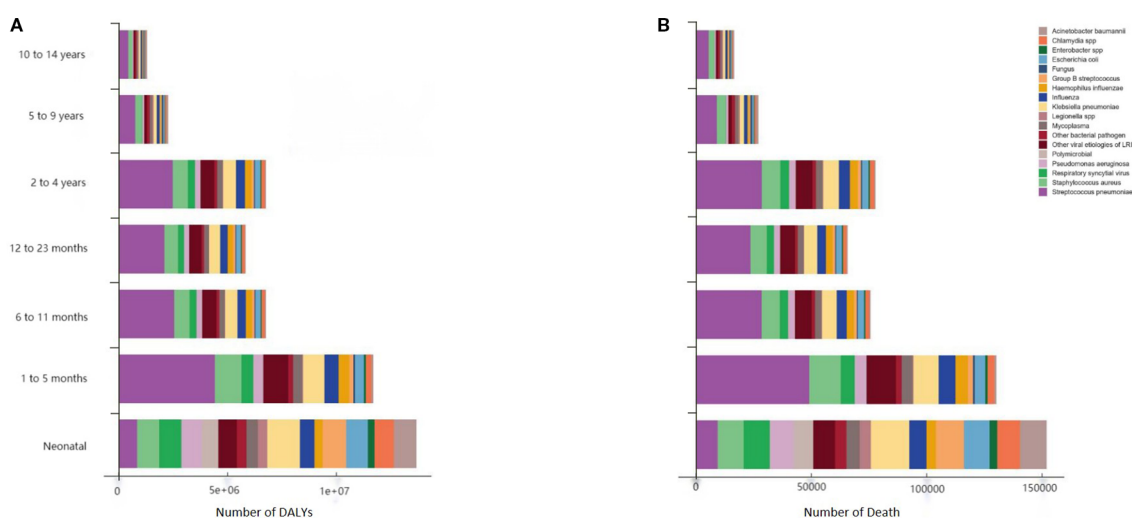 A
10 to 14 years
5 to 9 years
2 to 4 years
12 to 23 months
6 to 11 months
1 to 5 months
Neonatal
0
5e+06
1e+07
Number of DALYs
B
0
50000
100000
150000
Number of Death
Acinetobacter baumannii
Chlamydia spp
Enterobacter spp
Escherichia coli
Fungus
Group B streptococcus
Haemophilus influenzae
Influenza
Klebsiella pneumoniae
Legionella spp
Mycoplasma
Other bacterial pathogen
Other viral etiologies of LRI
Polymicrobial
Pseudomonas aeruginosa
Respiratory syncytial virus
Staphylococcus aureus
Streptococcus pneumoniae